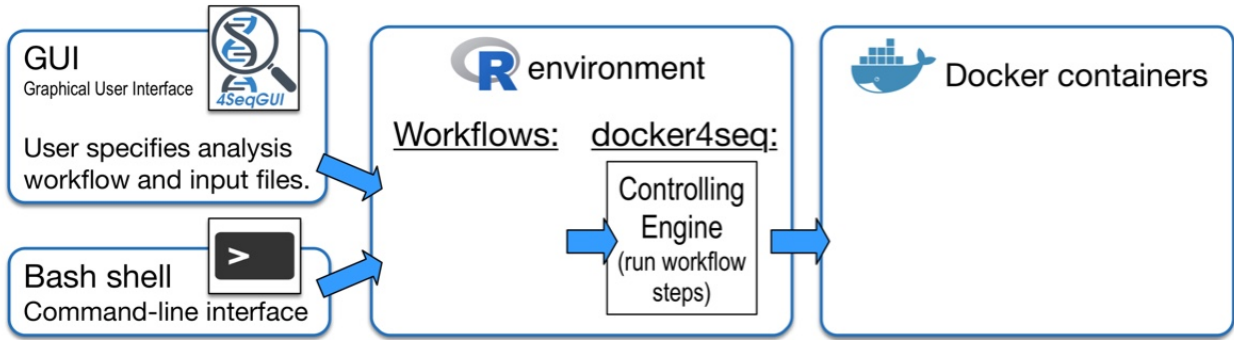 GUI
Graphical User Interface
4SeqGUI
User specifies analysis
workflow and input files.
>
Bash shell
Command-line interface
R environment
Workflows:
docker4seq:
Controlling
Engine
(run workflow
steps)
Docker containers